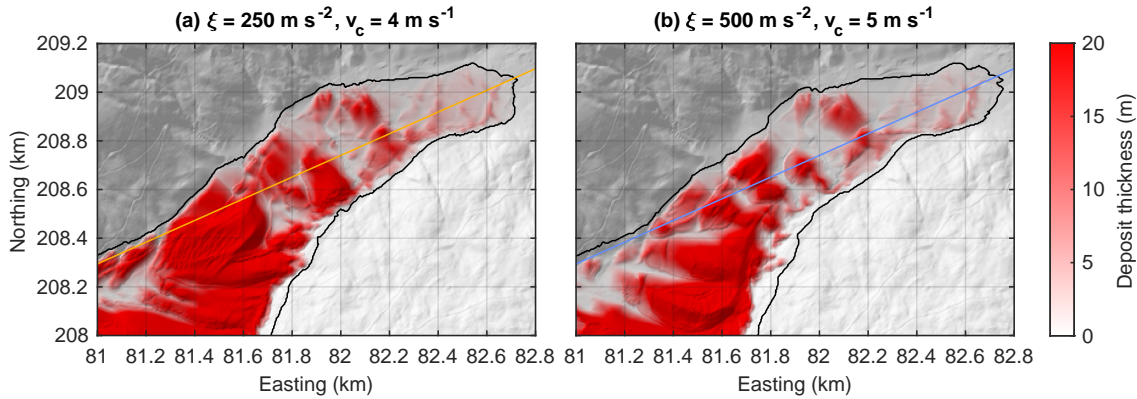 (a) ξ = 250 m s⁻², v_c = 4 m s⁻¹
(b) ξ = 500 m s⁻², v_c = 5 m s⁻¹
209.2
209
208.8
208.6
208.4
208.2
208
Northing (km)
81 81.2 81.4 81.6 81.8 82 82.2 82.4 82.6 82.8
81 81.2 81.4 81.6 81.8 82 82.2 82.4 82.6 82.8
Easting (km)
Easting (km)
20
15
10
5
0
Deposit thickness (m)